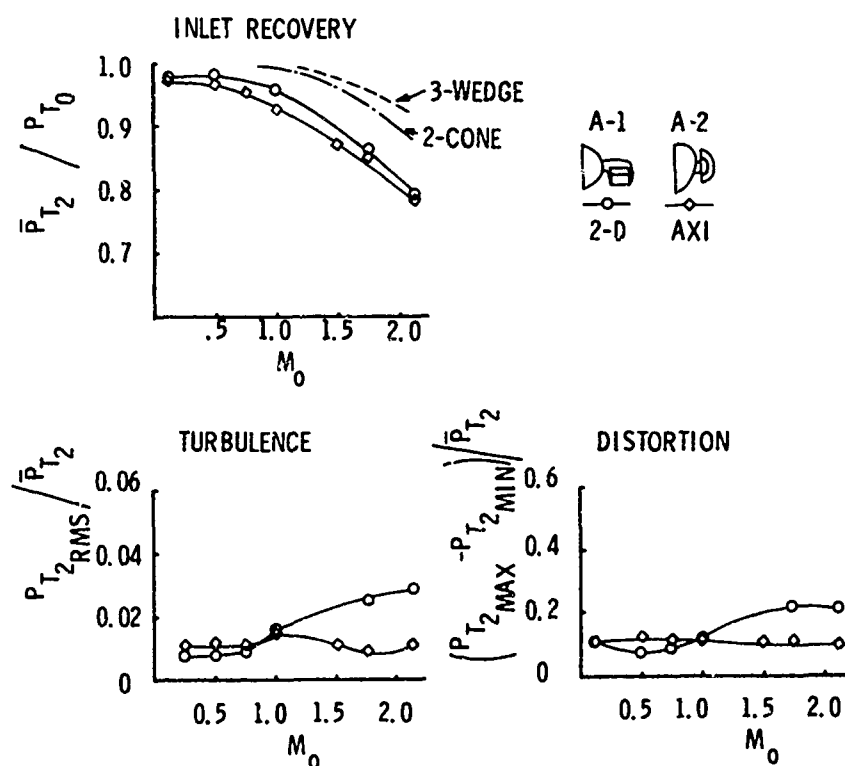 INLET RECOVERY
P̄T2 / PT0
1.0
0.9
0.8
0.7
.5 1.0 1.5 2.0
M0
3-WEDGE
2-CONE
A-1 A-2
2-D AXI
TURBULENCE
PT2RMS / P̄T2
0.06
0.04
0.02
0
0.5 1.0 1.5 2.0
M0
DISTORTION
(PT2MAX -PT2MIN) / P̄T2
0.6
0.4
0.2
0
0.5 1.0 1.5 2.0
M0